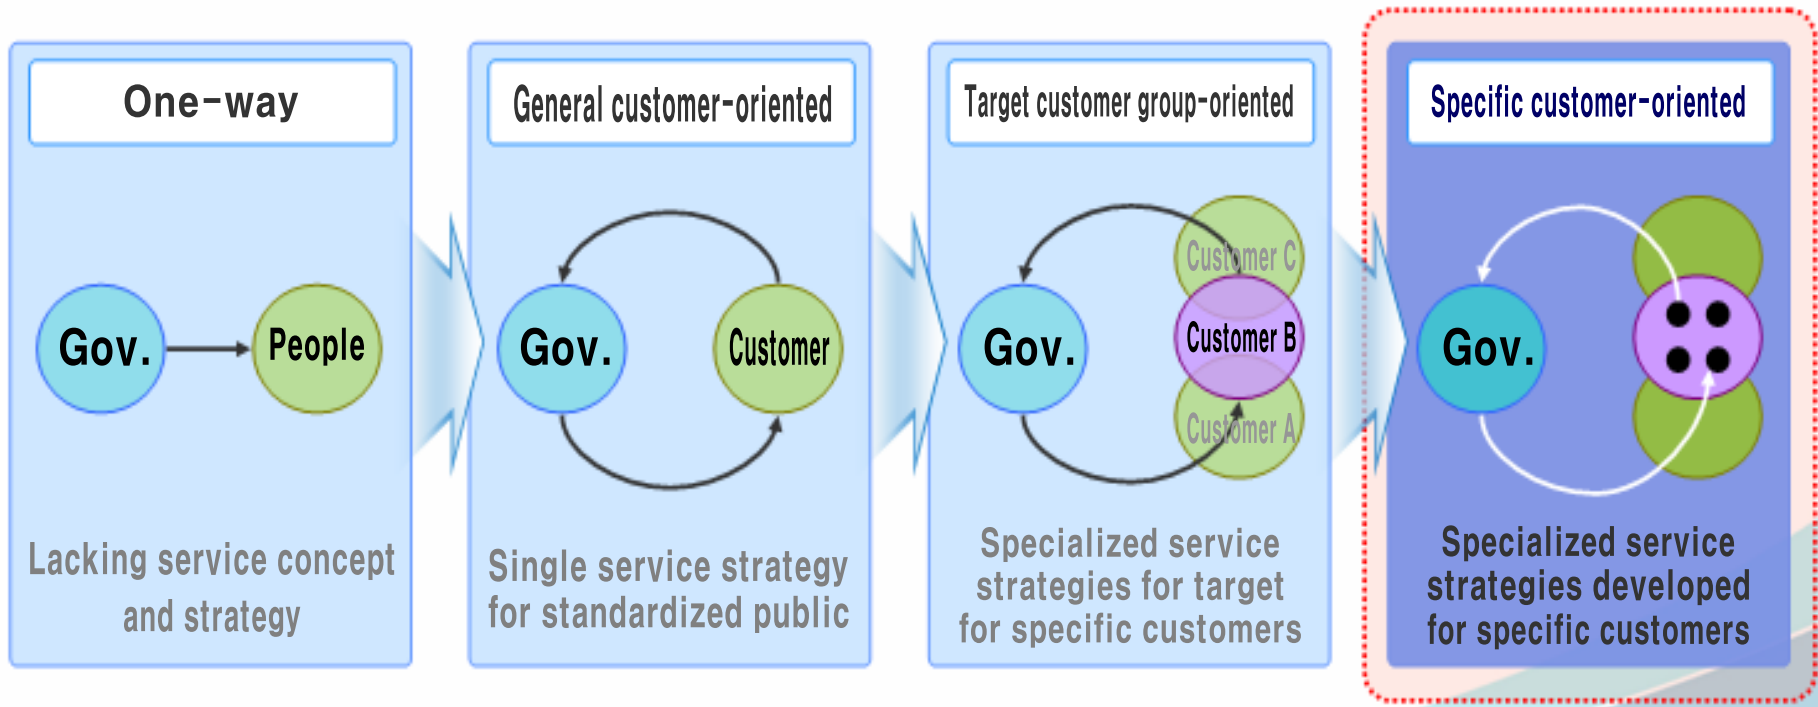 One-way
Gov.
People
Lacking service concept
and strategy
General customer-oriented
Gov.
Customer
Single service strategy
for standardized public
Target customer group-oriented
Customer C
Gov.
Customer B
Customer A
Specialized service
strategies for target
for specific customers
Specific customer-oriented
Gov.
Specialized service
strategies developed
for specific customers